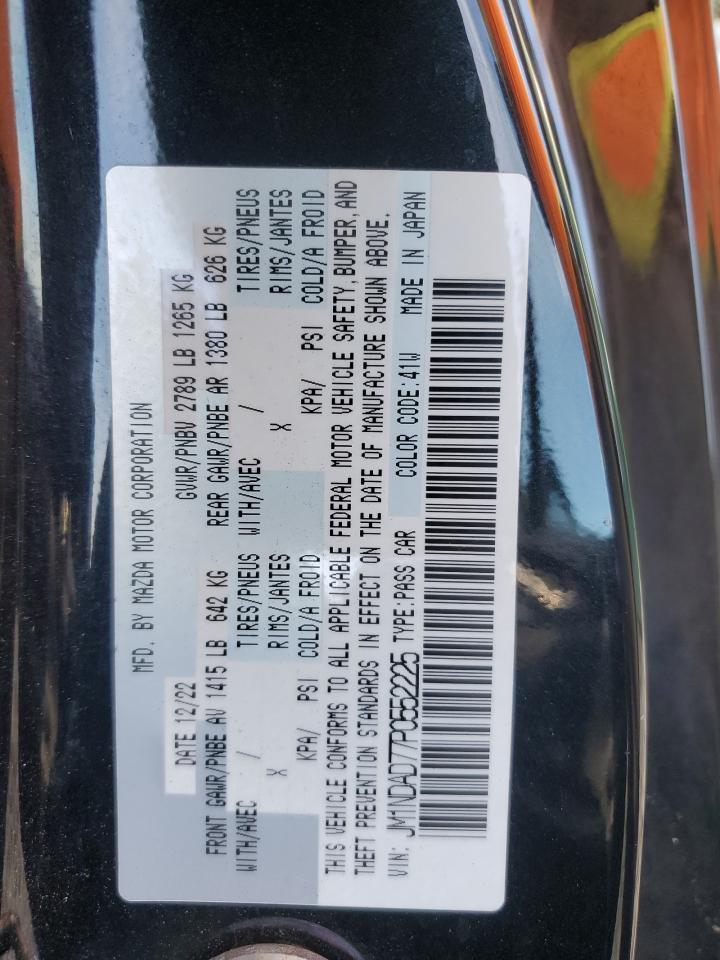 MFD. BY MAZDA MOTOR CORPORATION
DATE 12/22 GVWR/PNBV 2789 LB 1265 KG
FRONT GAWR/PNBE AV 1415 LB 642 KG REAR GAWR/PNBE AR 1380 LB 626 KG
WITH/AVEC / TIRES/PNEUS WITH/AVEC / TIRES/PNEUS
X RIMS/JANTES X RIMS/JANTES
KPA/ PSI COLD/A FROID KPA/ PSI COLD/A FROID
THIS VEHICLE CONFORMS TO ALL APPLICABLE FEDERAL MOTOR VEHICLE SAFETY, BUMPER, AND
THEFT PREVENTION STANDARDS IN EFFECT ON THE DATE OF MANUFACTURE SHOWN ABOVE.
VIN: JM1NDAD77P0552225 TYPE: PASS CAR COLOR CODE: 41W MADE IN JAPAN